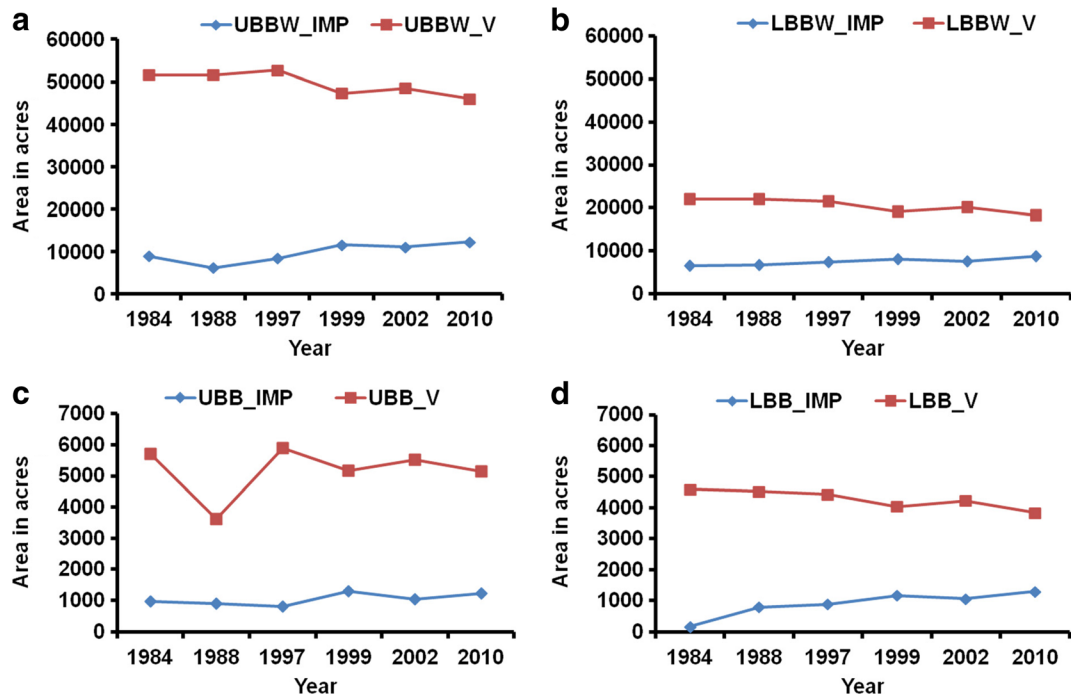 a
UBBW_IMP UBBW_V
60000
50000
40000
30000
20000
10000
0
Area in acres
1984 1988 1997 1999 2002 2010
Year
b
LBBW_IMP LBBW_V
60000
50000
40000
30000
20000
10000
0
Area in acres
1984 1988 1997 1999 2002 2010
Year
c
UBB_IMP UBB_V
7000
6000
5000
4000
3000
2000
1000
0
Area in acres
1984 1988 1997 1999 2002 2010
Year
d
LBB_IMP LBB_V
7000
6000
5000
4000
3000
2000
1000
0
Area in acres
1984 1988 1997 1999 2002 2010
Year